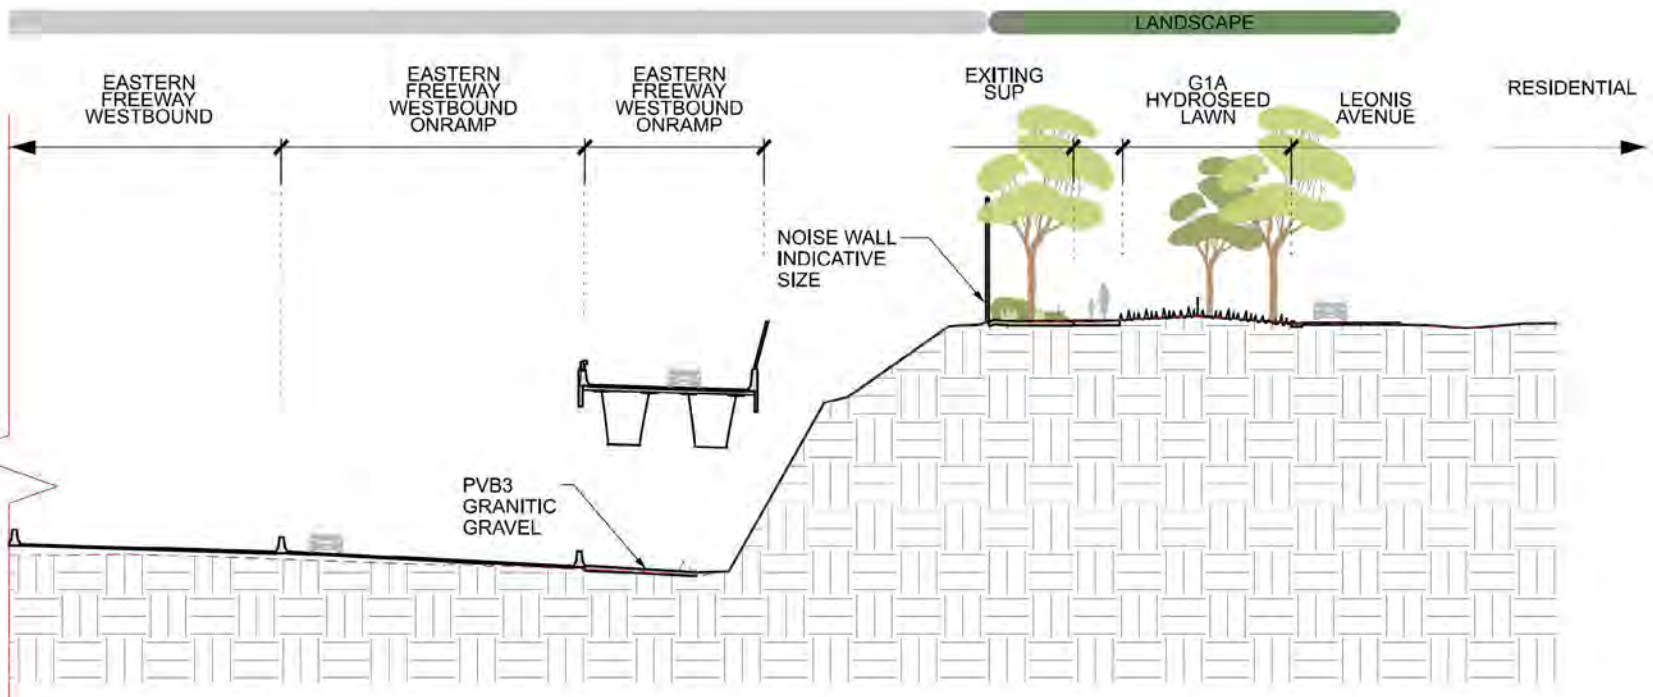 LANDSCAPE
EASTERN
FREEWAY
WESTBOUND
EASTERN
FREEWAY
WESTBOUND
ONRAMP
EASTERN
FREEWAY
WESTBOUND
ONRAMP
EXITING
SUP
G1A
HYDROSEED
LAWN
LEONIS
AVENUE
RESIDENTIAL
NOISE WALL
INDICATIVE
SIZE
PVB3
GRANITIC
GRAVEL